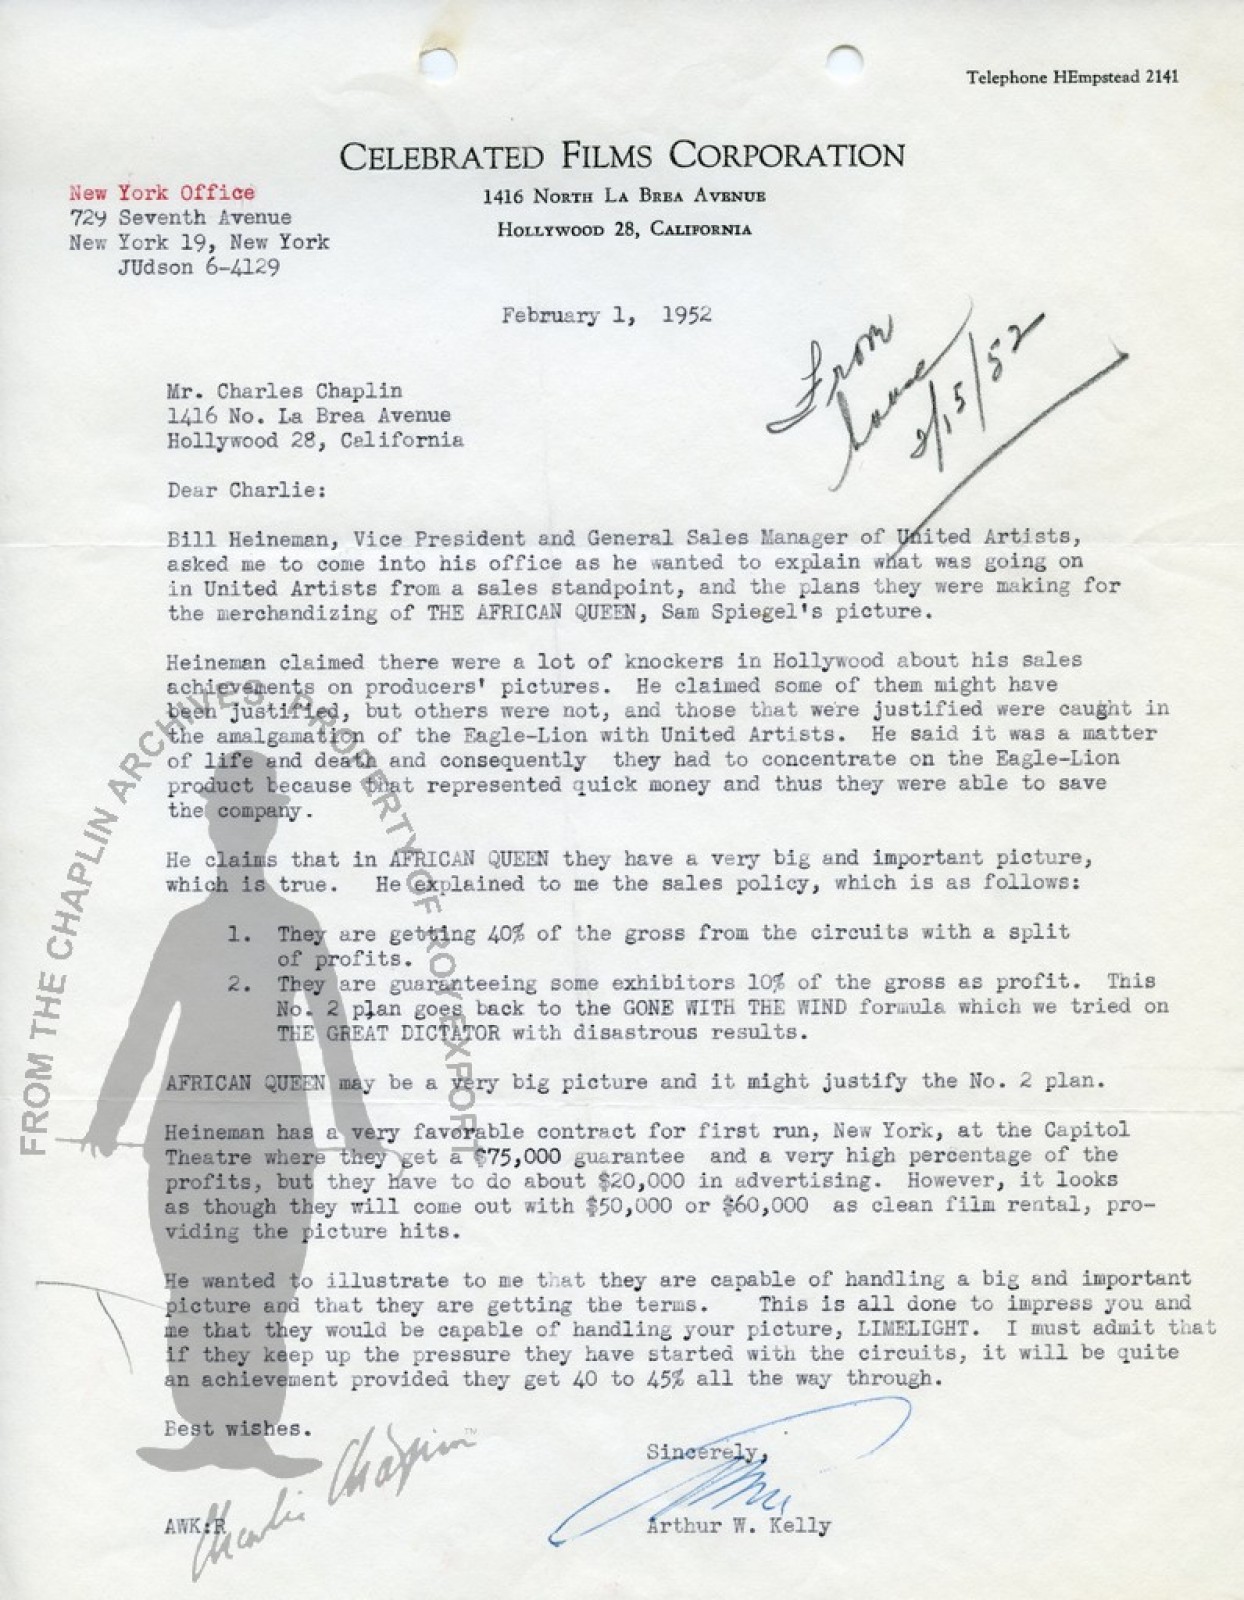 Telephone HEmpstead 2141
CELEBRATED FILMS CORPORATION
1416 NORTH LA BREA AVENUE
HOLLYWOOD 28, CALIFORNIA
New York Office
729 Seventh Avenue
New York 19, New York
JUdson 6-4129
February 1, 1952
From
house
2/15/52
Mr. Charles Chaplin
1416 No. La Brea Avenue
Hollywood 28, California
Dear Charlie:
Bill Heineman, Vice President and General Sales Manager of United Artists,
asked me to come into his office as he wanted to explain what was going on
in United Artists from a sales standpoint, and the plans they were making for
the merchandizing of THE AFRICAN QUEEN, Sam Spiegel's picture.
Heineman claimed there were a lot of knockers in Hollywood about his sales
achievements on producers' pictures. He claimed some of them might have
been justified, but others were not, and those that were justified were caught in
the amalgamation of the Eagle-Lion with United Artists. He said it was a matter
of life and death and consequently they had to concentrate on the Eagle-Lion
product because that represented quick money and thus they were able to save
the company.
He claims that in AFRICAN QUEEN they have a very big and important picture,
which is true. He explained to me the sales policy, which is as follows:
1. They are getting 40% of the gross from the circuits with a split
of profits.
2. They are guaranteeing some exhibitors 10% of the gross as profit. This
No. 2 plan goes back to the GONE WITH THE WIND formula which we tried on
THE GREAT DICTATOR with disastrous results.
AFRICAN QUEEN may be a very big picture and it might justify the No. 2 plan.
Heineman has a very favorable contract for first run, New York, at the Capitol
Theatre where they get a $75,000 guarantee and a very high percentage of the
profits, but they have to do about $20,000 in advertising. However, it looks
as though they will come out with $50,000 or $60,000 as clean film rental, pro-
viding the picture hits.
He wanted to illustrate to me that they are capable of handling a big and important
picture and that they are getting the terms. This is all done to impress you and
me that they would be capable of handling your picture, LIMELIGHT. I must admit that
if they keep up the pressure they have started with the circuits, it will be quite
an achievement provided they get 40 to 45% all the way through.
Best wishes.
Sincerely,
Arthur W. Kelly
AWK:R
FROM THE CHAPLIN ARCHIVES PROPERTY OF ROY EXPORT
Charlie Chaplin™